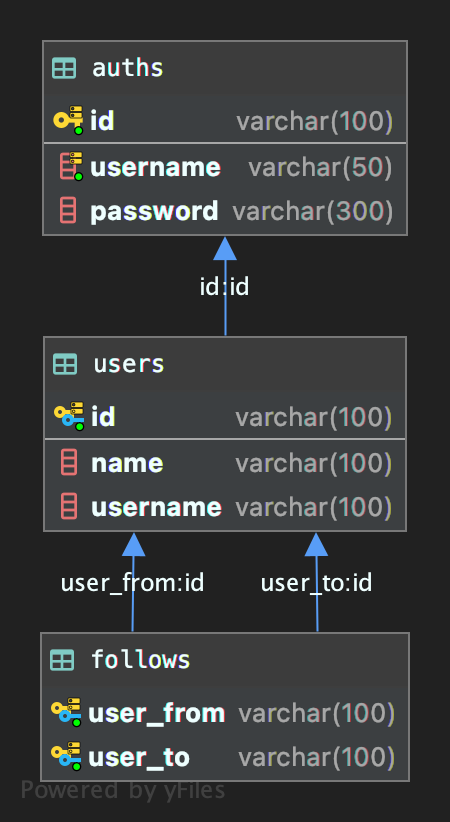 auths
id varchar(100)
username varchar(50)
password varchar(300)
id:id
users
id varchar(100)
name varchar(100)
username varchar(100)
user_from:id user_to:id
follows
user_from varchar(100)
user_to varchar(100)
Powered by yFiles